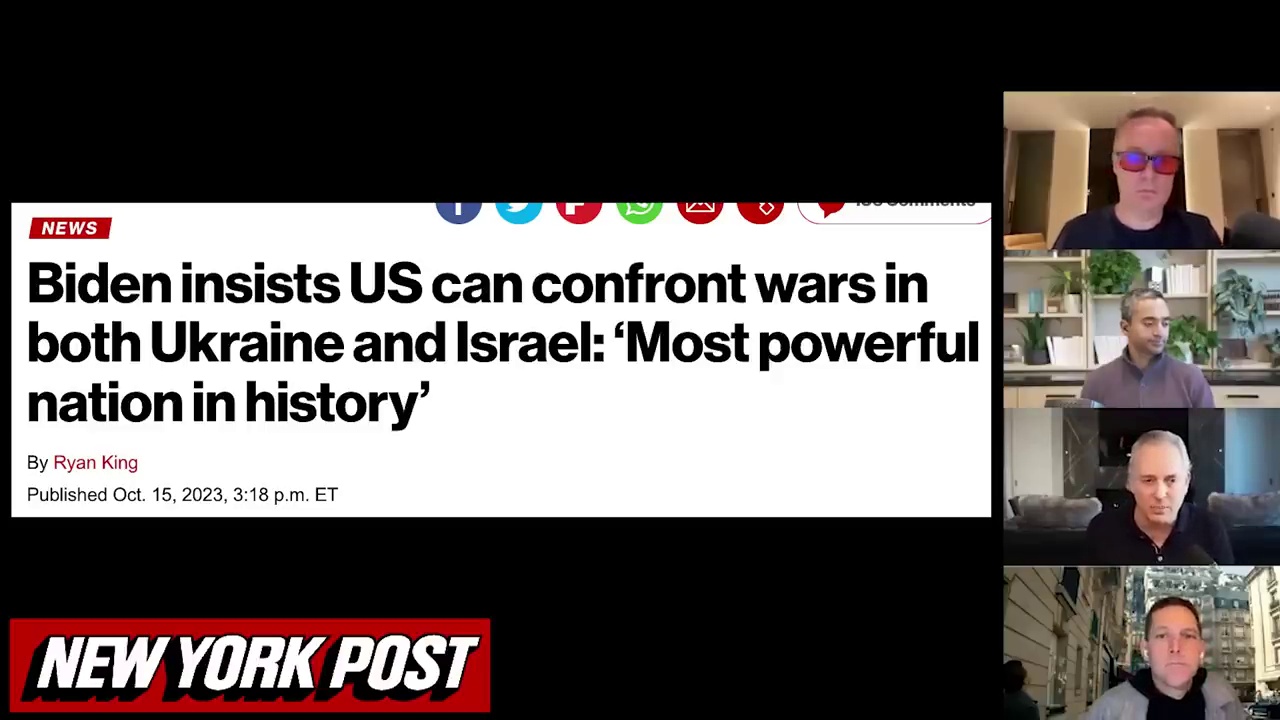 NEWS
Comments
Biden insists US can confront wars in
both Ukraine and Israel: ‘Most powerful
nation in history’
By Ryan King
Published Oct. 15, 2023, 3:18 p.m. ET
NEW YORK POST